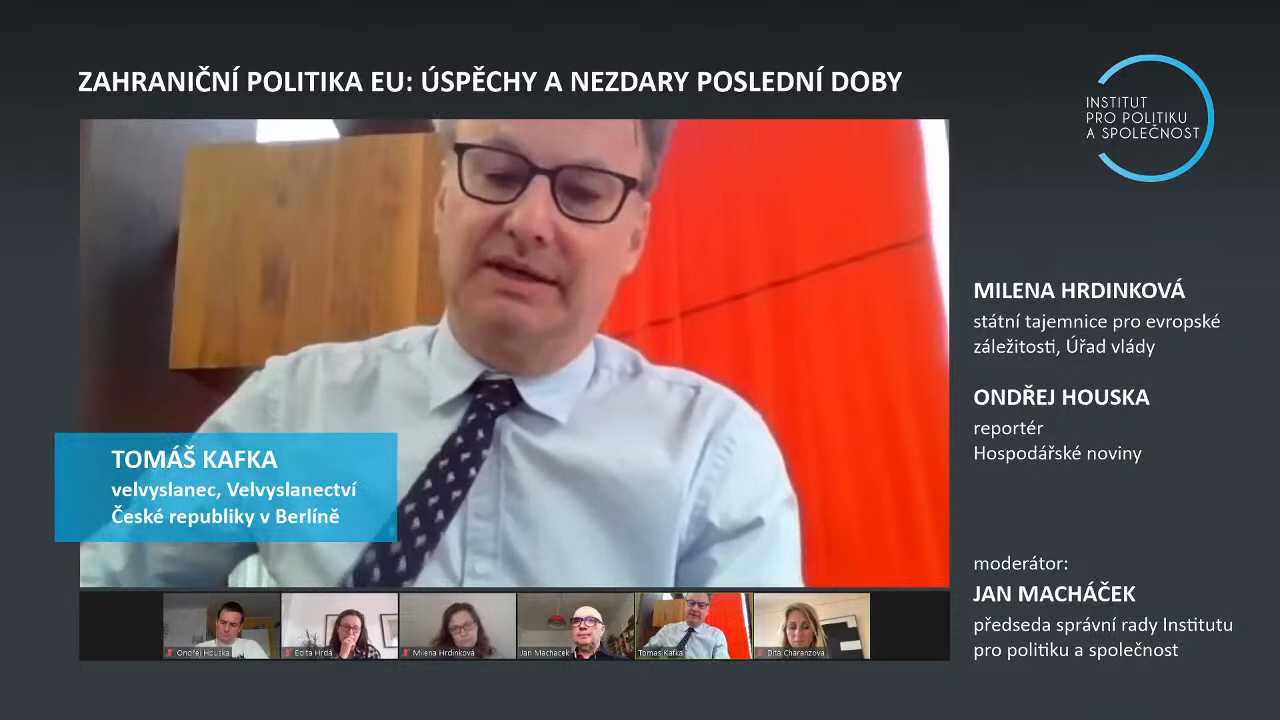 ZAHRANIČNÍ POLITIKA EU: ÚSPĚCHY A NEZDARY POSLEDNÍ DOBY
INSTITUT
PRO POLITIKU
A SPOLEČNOST
MILENA HRDINKOVÁ
státní tajemnice pro evropské
záležitosti, Úřad vlády
ONDŘEJ HOUSKA
reportér
Hospodářské noviny
TOMÁŠ KAFKA
velvyslanec, Velvyslanectví
České republiky v Berlíně
moderátor:
JAN MACHÁČEK
předseda správní rady Institutu
pro politiku a společnost
Ondřej Houska
Edita Hrdá
Milena Hrdinkova
Jan Machacek
Tomas Kafka
Dita Charanzova